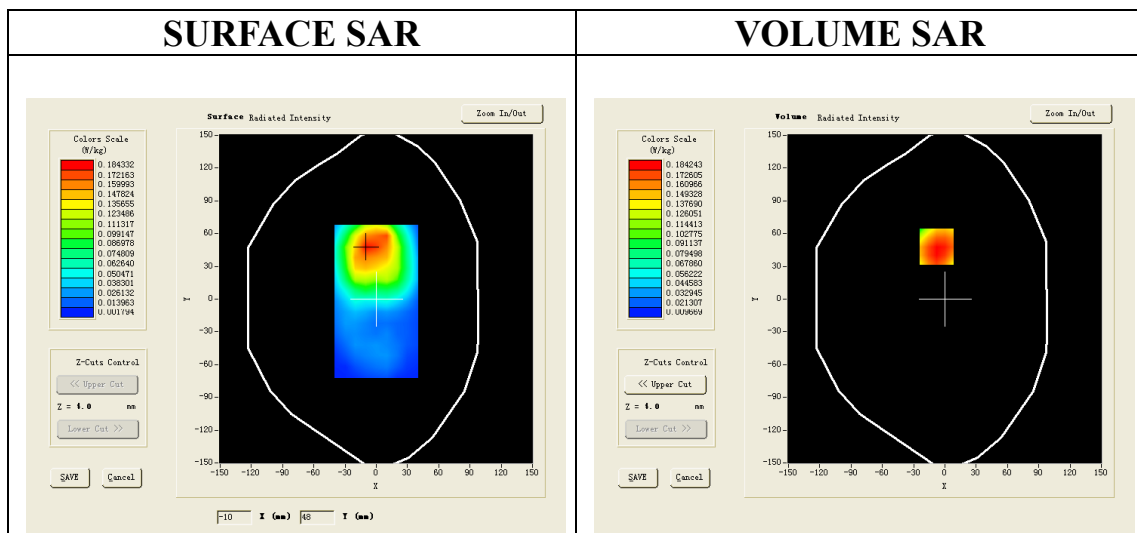 SURFACE SAR
VOLUME SAR
Surface Radiated Intensity
Zoom In/Out
Colors Scale
(W/kg)
0.184332
0.172163
0.159993
0.147824
0.135655
0.123486
0.111317
0.099147
0.086978
0.074809
0.062640
0.050471
0.038301
0.026132
0.013963
0.001794
150
120
90
60
30
0
-30
-60
-90
-120
-150
Y
-150 -120 -90 -60 -30 0 30 60 90 120 150
X
Z-Cuts Control
<< Upper Cut
Z = 4.0 mm
Lower Cut >>
SAVE
Cancel
-10 X (mm) 48 Y (mm)
Volume Radiated Intensity
Zoom In/Out
Colors Scale
(W/kg)
0.184243
0.172605
0.160966
0.149328
0.137690
0.126051
0.114413
0.102775
0.091137
0.079498
0.067860
0.056222
0.044583
0.032945
0.021307
0.009669
150
120
90
60
30
0
-30
-60
-90
-120
-150
Y
-150 -120 -90 -60 -30 0 30 60 90 120 150
X
Z-Cuts Control
<< Upper Cut
Z = 4.0 mm
Lower Cut >>
SAVE
Cancel